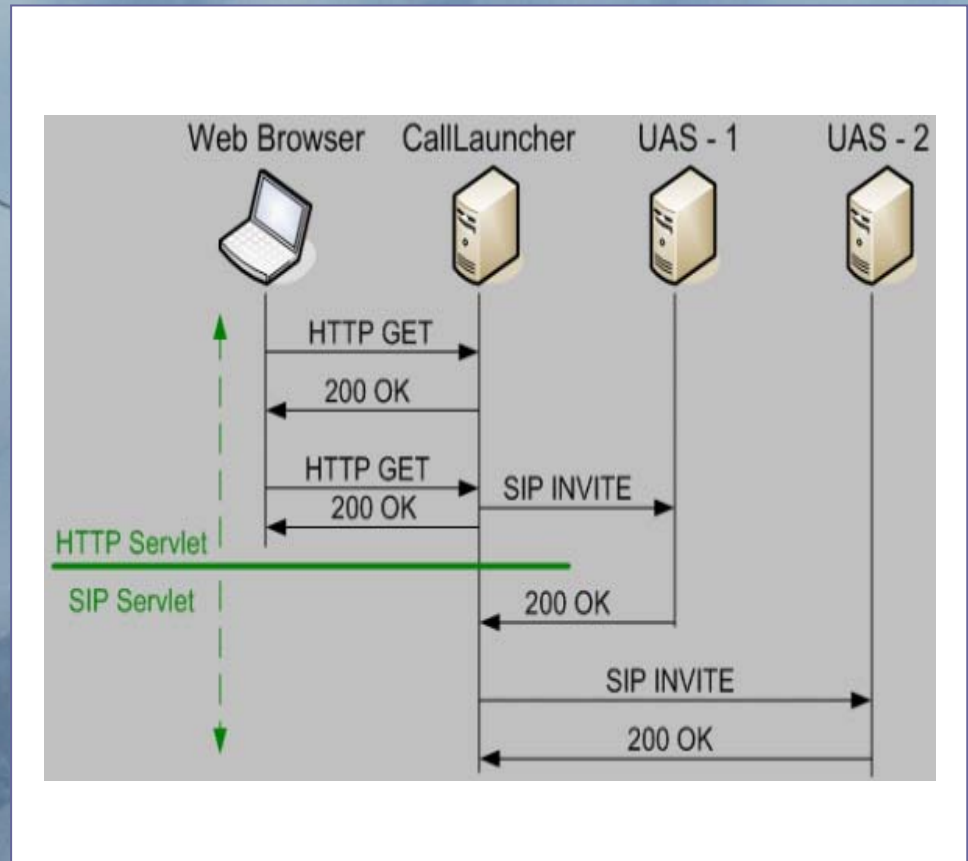 Web Browser CallLauncher UAS - 1 UAS - 2
HTTP GET
200 OK
HTTP GET
SIP INVITE
200 OK
HTTP Servlet
SIP Servlet
200 OK
SIP INVITE
200 OK